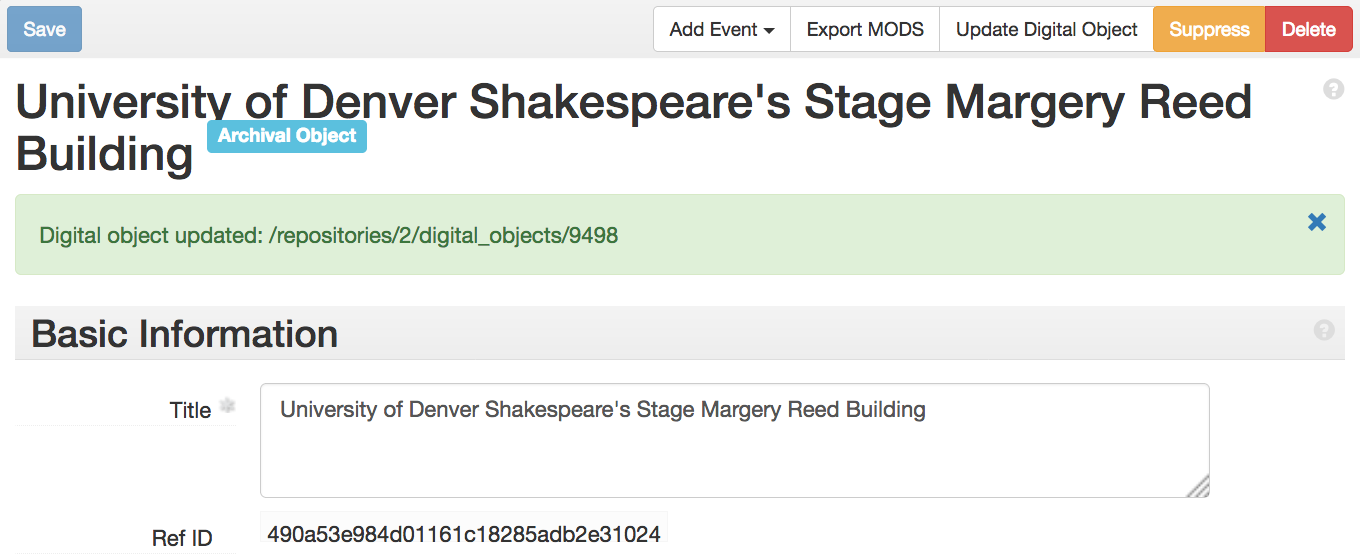 Save Add Event Export MODS Update Digital Object Suppress Delete
University of Denver Shakespeare's Stage Margery Reed
Building Archival Object
Digital object updated: /repositories/2/digital_objects/9498
Basic Information
Title University of Denver Shakespeare's Stage Margery Reed Building
Ref ID 490a53e984d01161c18285adb2e31024